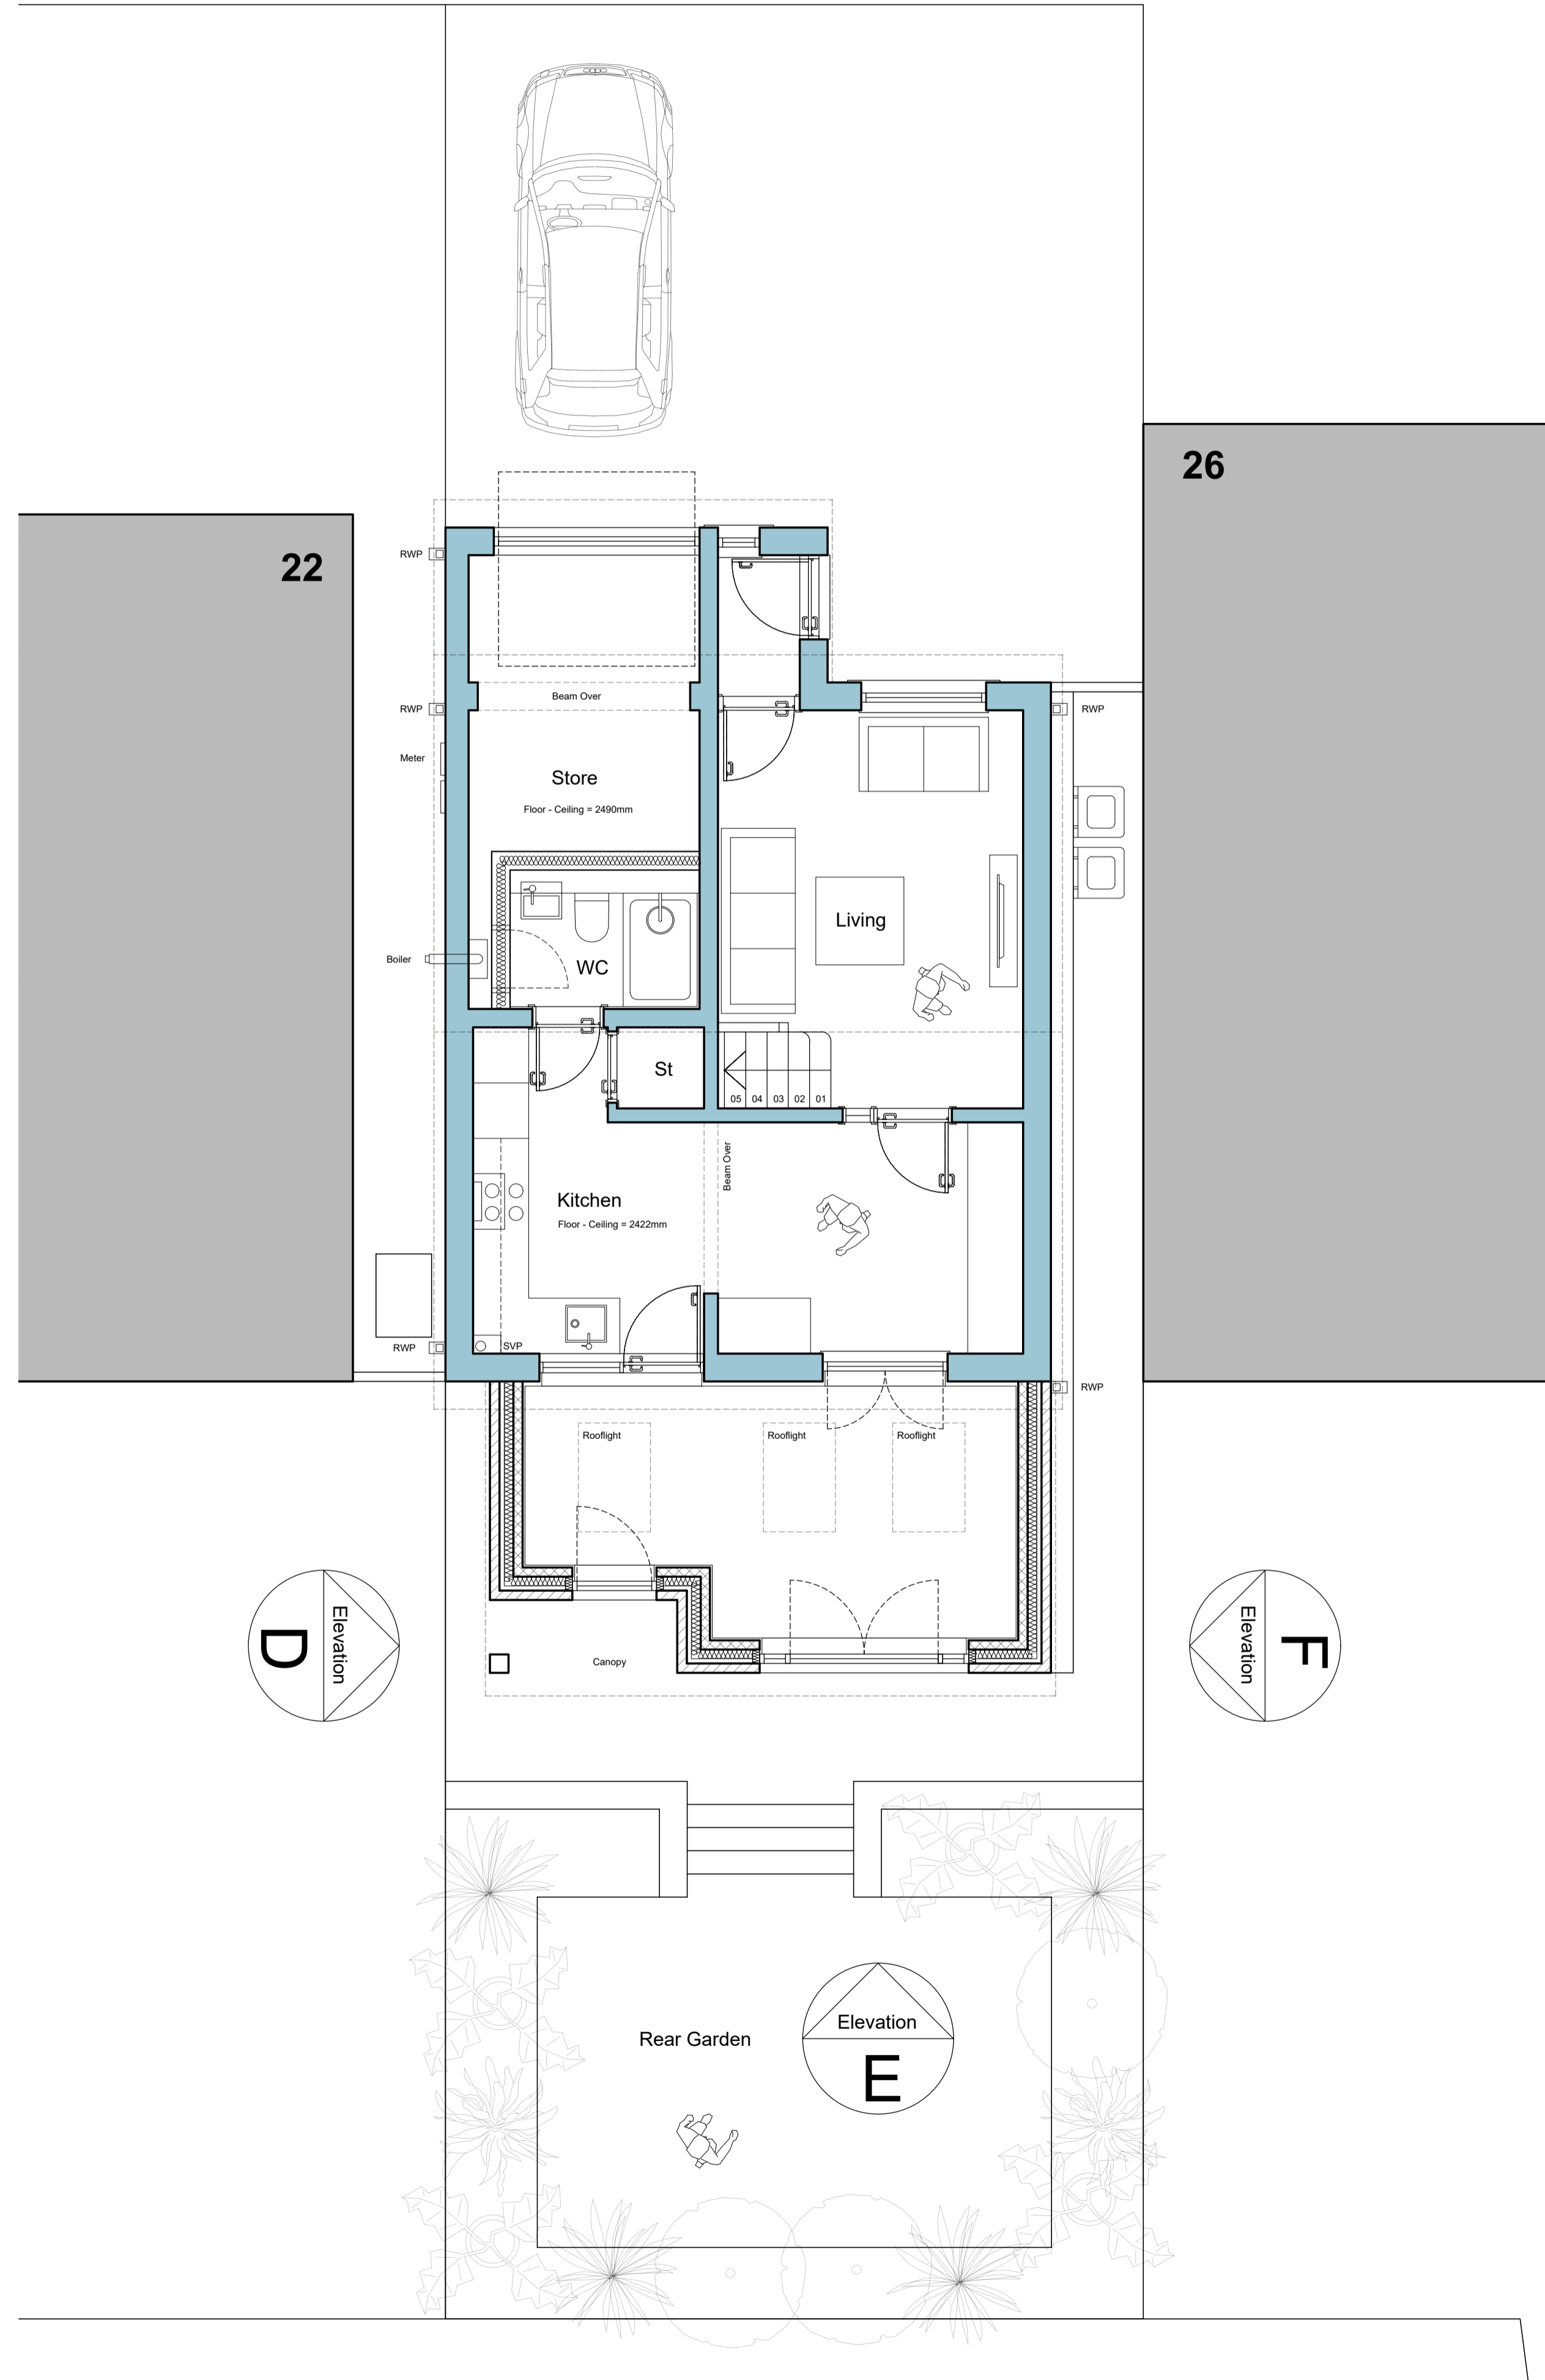 26
22
RWP
Beam Over
RWP
RWP
Meter
Store
Floor - Ceiling = 2490mm
Living
Boiler
WC
St
05 04 03 02 01
Beam Over
Kitchen
Floor - Ceiling = 2422mm
RWP
SVP
RWP
Rooflight
Rooflight
Rooflight
Elevation
D
Elevation
F
Canopy
Elevation
E
Rear Garden